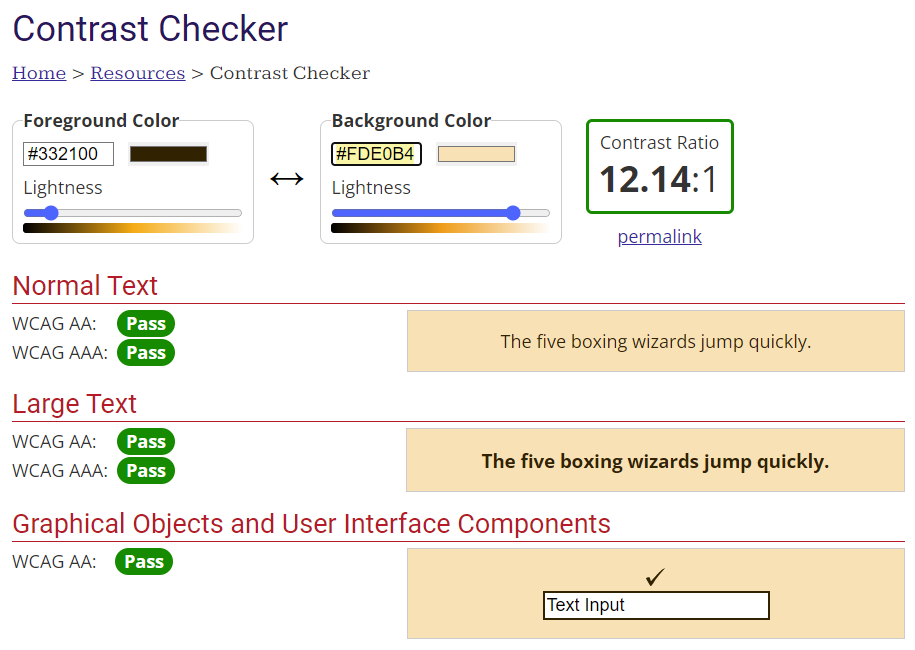 Contrast Checker
Home > Resources > Contrast Checker
Foreground Color
#332100
Lightness
Background Color
#FDE0B4
Lightness
Contrast Ratio
12.14:1
permalink
Normal Text
WCAG AA: Pass
WCAG AAA: Pass
The five boxing wizards jump quickly.
Large Text
WCAG AA: Pass
WCAG AAA: Pass
The five boxing wizards jump quickly.
Graphical Objects and User Interface Components
WCAG AA: Pass
Text Input